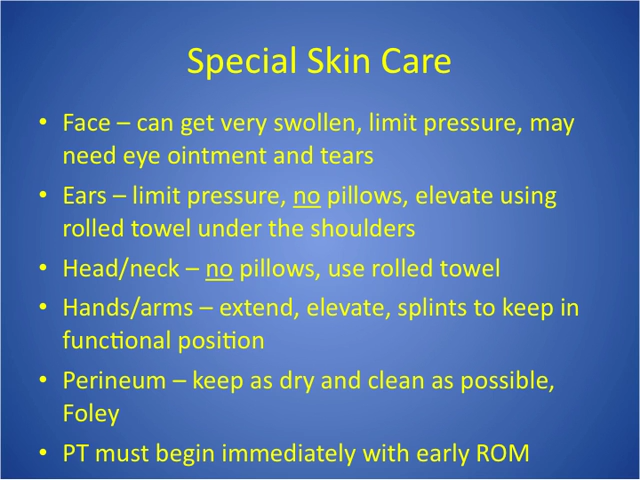 Special Skin Care
• Face – can get very swollen, limit pressure, may
need eye ointment and tears
• Ears – limit pressure, no pillows, elevate using
rolled towel under the shoulders
• Head/neck – no pillows, use rolled towel
• Hands/arms – extend, elevate, splints to keep in
functional position
• Perineum – keep as dry and clean as possible,
Foley
• PT must begin immediately with early ROM